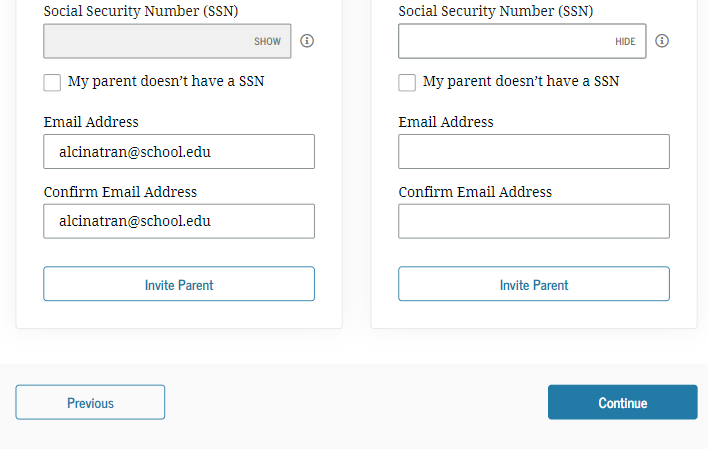 Social Security Number (SSN)
SHOW
My parent doesn’t have a SSN
Email Address
alcinatran@school.edu
Confirm Email Address
alcinatran@school.edu
Invite Parent
Social Security Number (SSN)
HIDE
My parent doesn’t have a SSN
Email Address
Confirm Email Address
Invite Parent
Previous
Continue